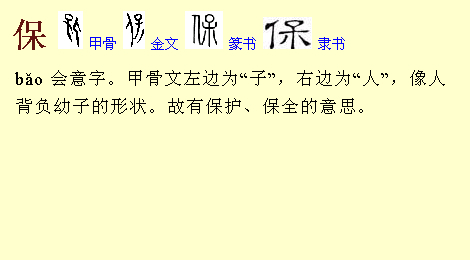 保 甲骨 金文 保 篆书 保 隶书
bǎo 会意字。甲骨文左边为“子”，右边为“人”，像人
背负幼子的形状。故有保护、保全的意思。